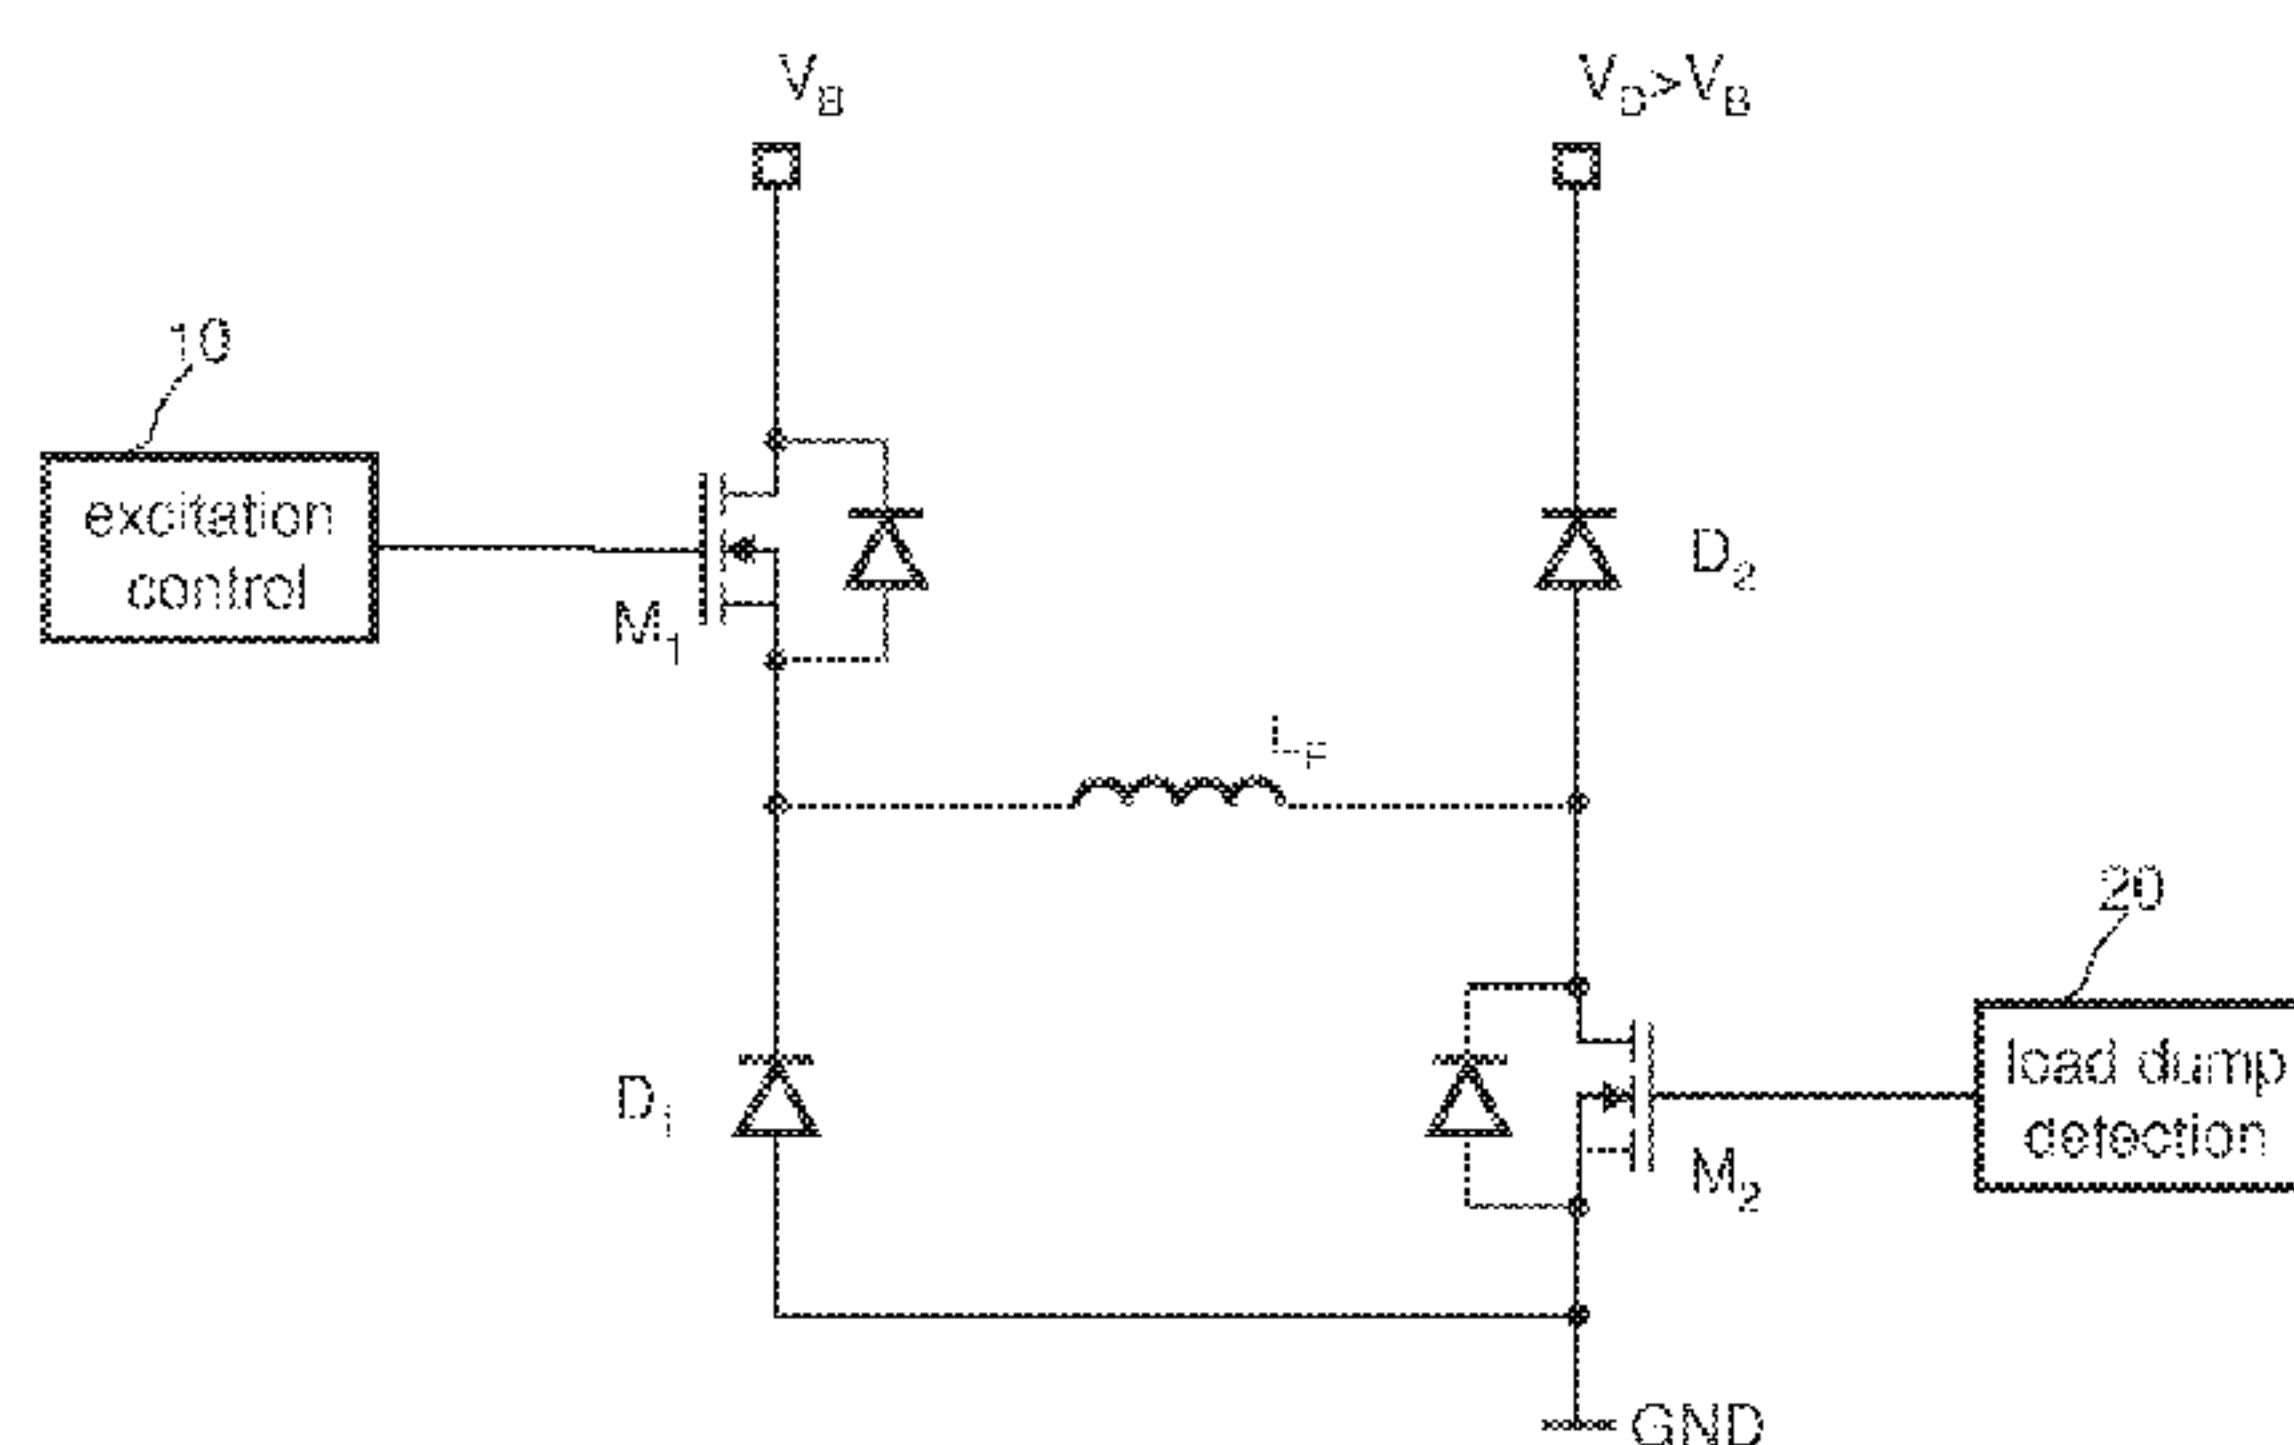 V_B
V_D>V_B
10
excitation
control
M_1
D_2
L_F
20
D_1
load dump
detection
M_2
GND